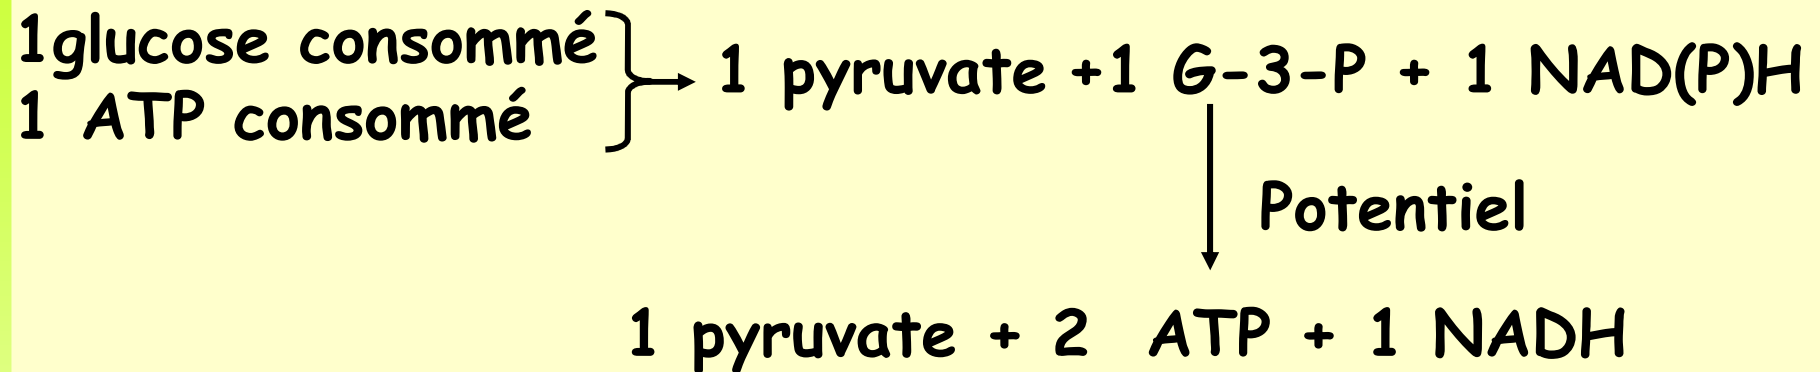 1glucose consommé
1 ATP consommé
1 pyruvate +1 G-3-P + 1 NAD(P)H
Potentiel
1 pyruvate + 2 ATP + 1 NADH